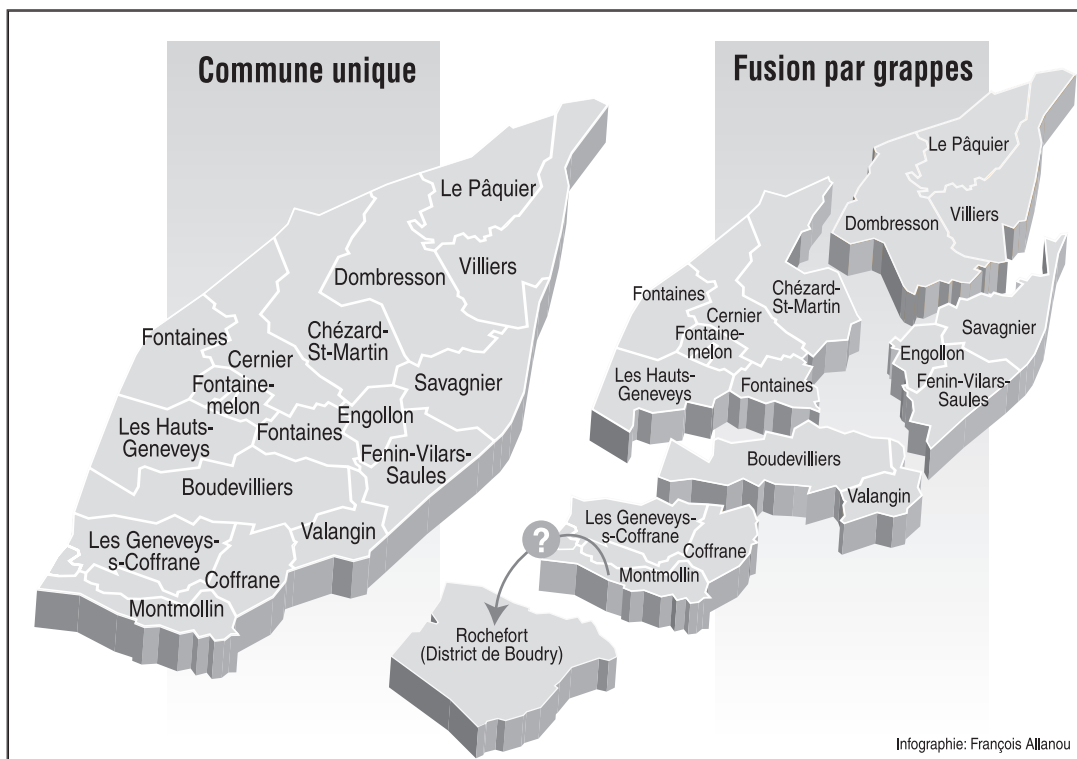 Commune unique
Le Pâquier
Villiers
Dombresson
Chézard-
St-Martin
Fontaines
Cernier
Fontaine-
melon
Savagnier
Engollon
Les Hauts-
Geneveys
Fontaines
Fenin-Vilars-
Saules
Boudevilliers
Valangin
Les Geneveys-
s-Coffrane
Coffrane
Montmollin
Fusion par grappes
Le Pâquier
Villiers
Dombresson
Chézard-
St-Martin
Fontaines
Cernier
Fontaine-
melon
Savagnier
Engollon
Les Hauts-
Geneveys
Fontaines
Fenin-Vilars-
Saules
Boudevilliers
Valangin
Les Geneveys-
s-Coffrane
Coffrane
Montmollin
?
Rochefort
(District de Boudry)
Infographie: François Allanou